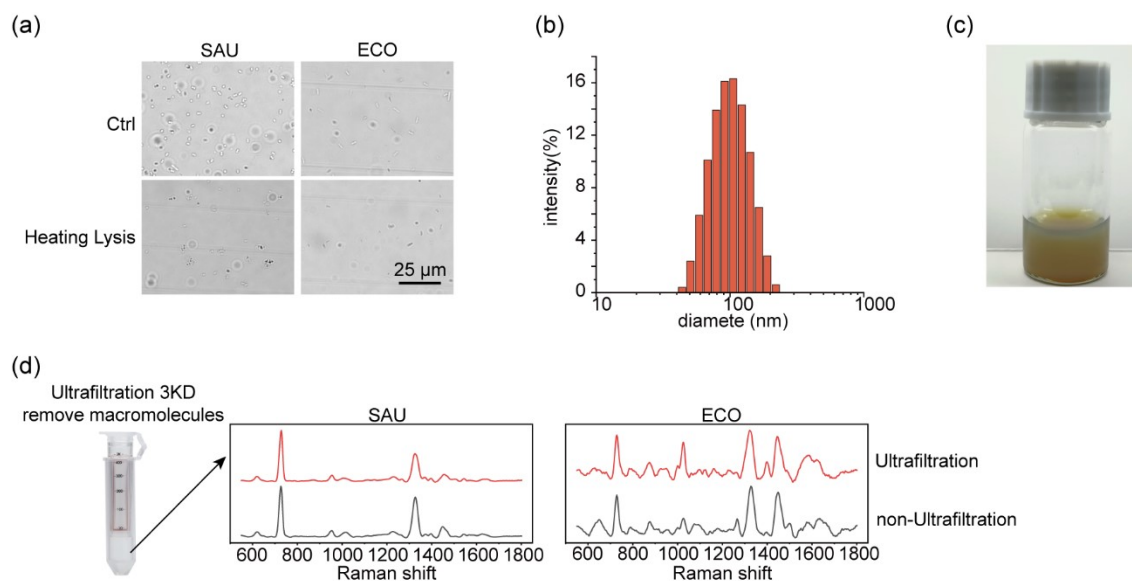 (a)
SAU
ECO
Ctrl
Heating Lysis
25 μm
(b)
16
12
8
4
0
intensity(%)
10
100
1000
diamete (nm)
(c)
(d)
Ultrafiltration 3KD
remove macromolecules
SAU
600 800 1000 1200 1400 1600 1800
Raman shift
ECO
600 800 1000 1200 1400 1600 1800
Raman shift
Ultrafiltration
non-Ultrafiltration